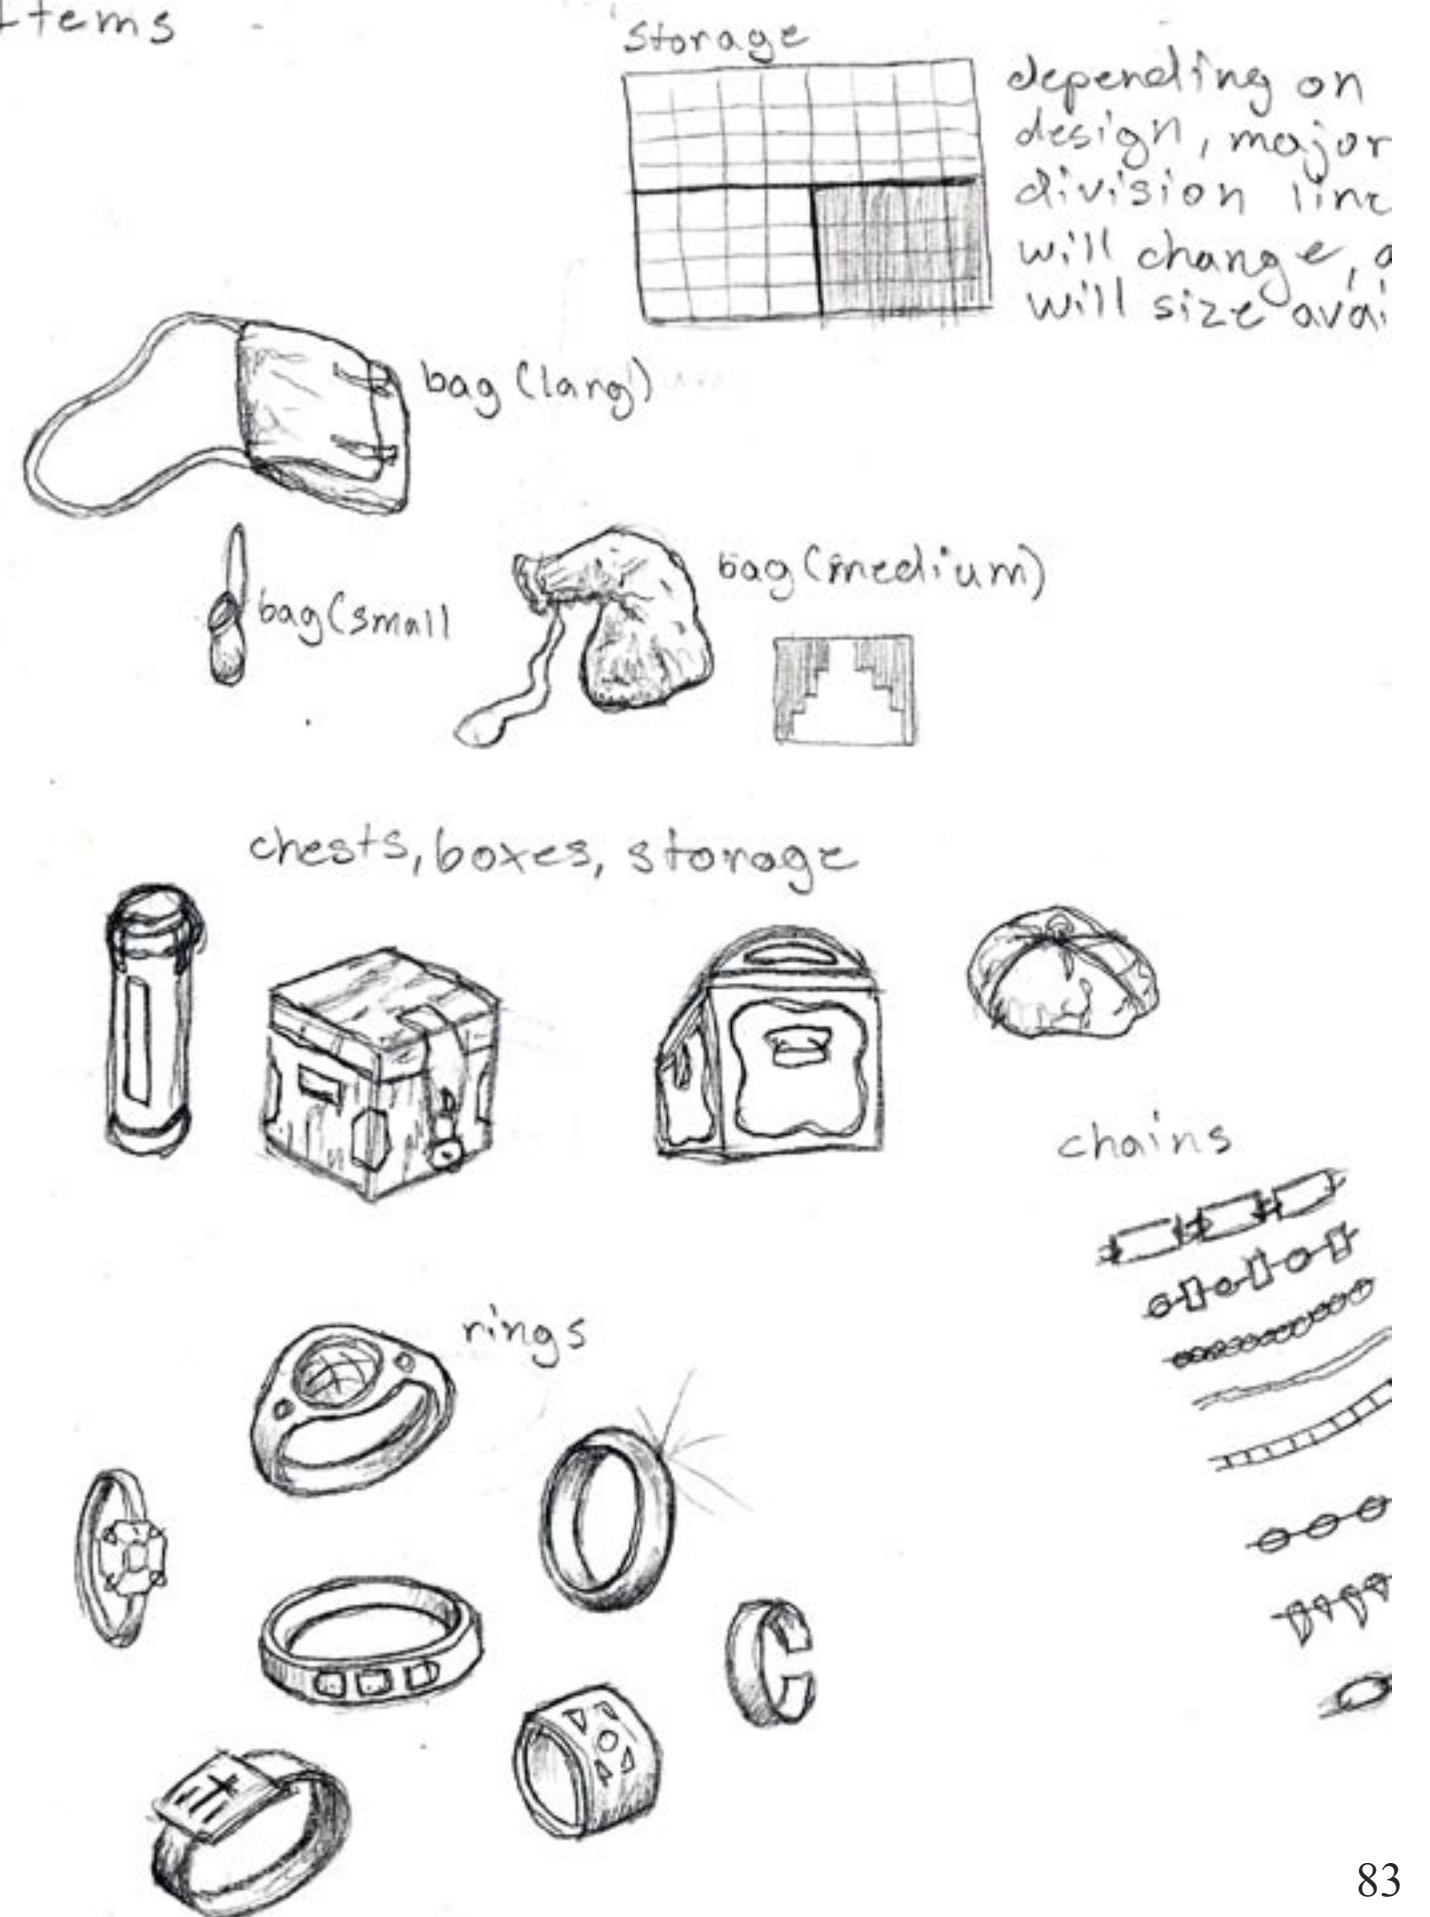 Items
Storage
depending on
design, major
division line
will change, a
will size avai
bag (larg)
bag (small
bag (medium)
chests, boxes, storage
chains
rings
83